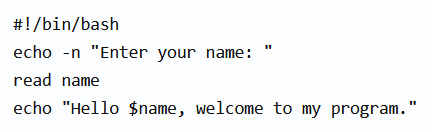 #!/bin/bash
echo -n "Enter your name: "
read name
echo "Hello $name, welcome to my program."